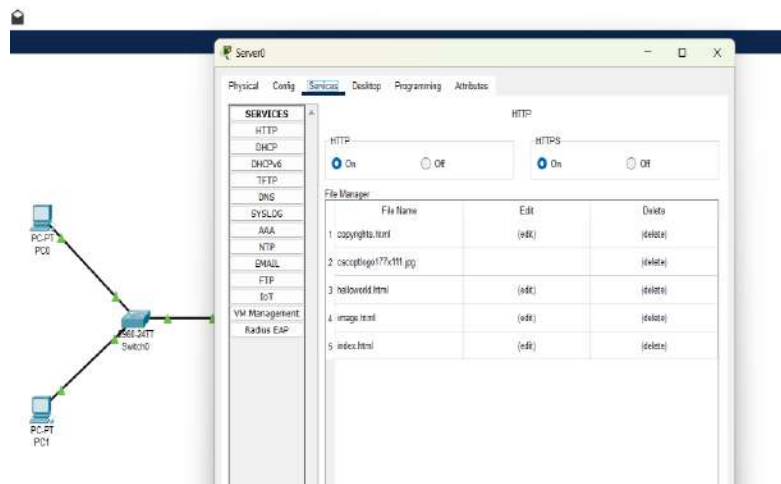 Server0
Physical Config Services Desktop Programming Attributes
SERVICES
HTTP
DHCP
DHCPv6
TFTP
DNS
SYSLOG
AAA
NTP
EMAIL
FTP
IoT
VM Management
Radius EAP
HTTP
HTTP
On Off
HTTPS
On Off
File Manager
File Name Edit Delete
1 copyrights.html (edit) (delete)
2 cscoptlogo177x111.jpg (delete)
3 helloworld.html (edit) (delete)
4 image.html (edit) (delete)
5 index.html (edit) (delete)
PC-PT
PC0
2960-24TT
Switch0
PC-PT
PC1